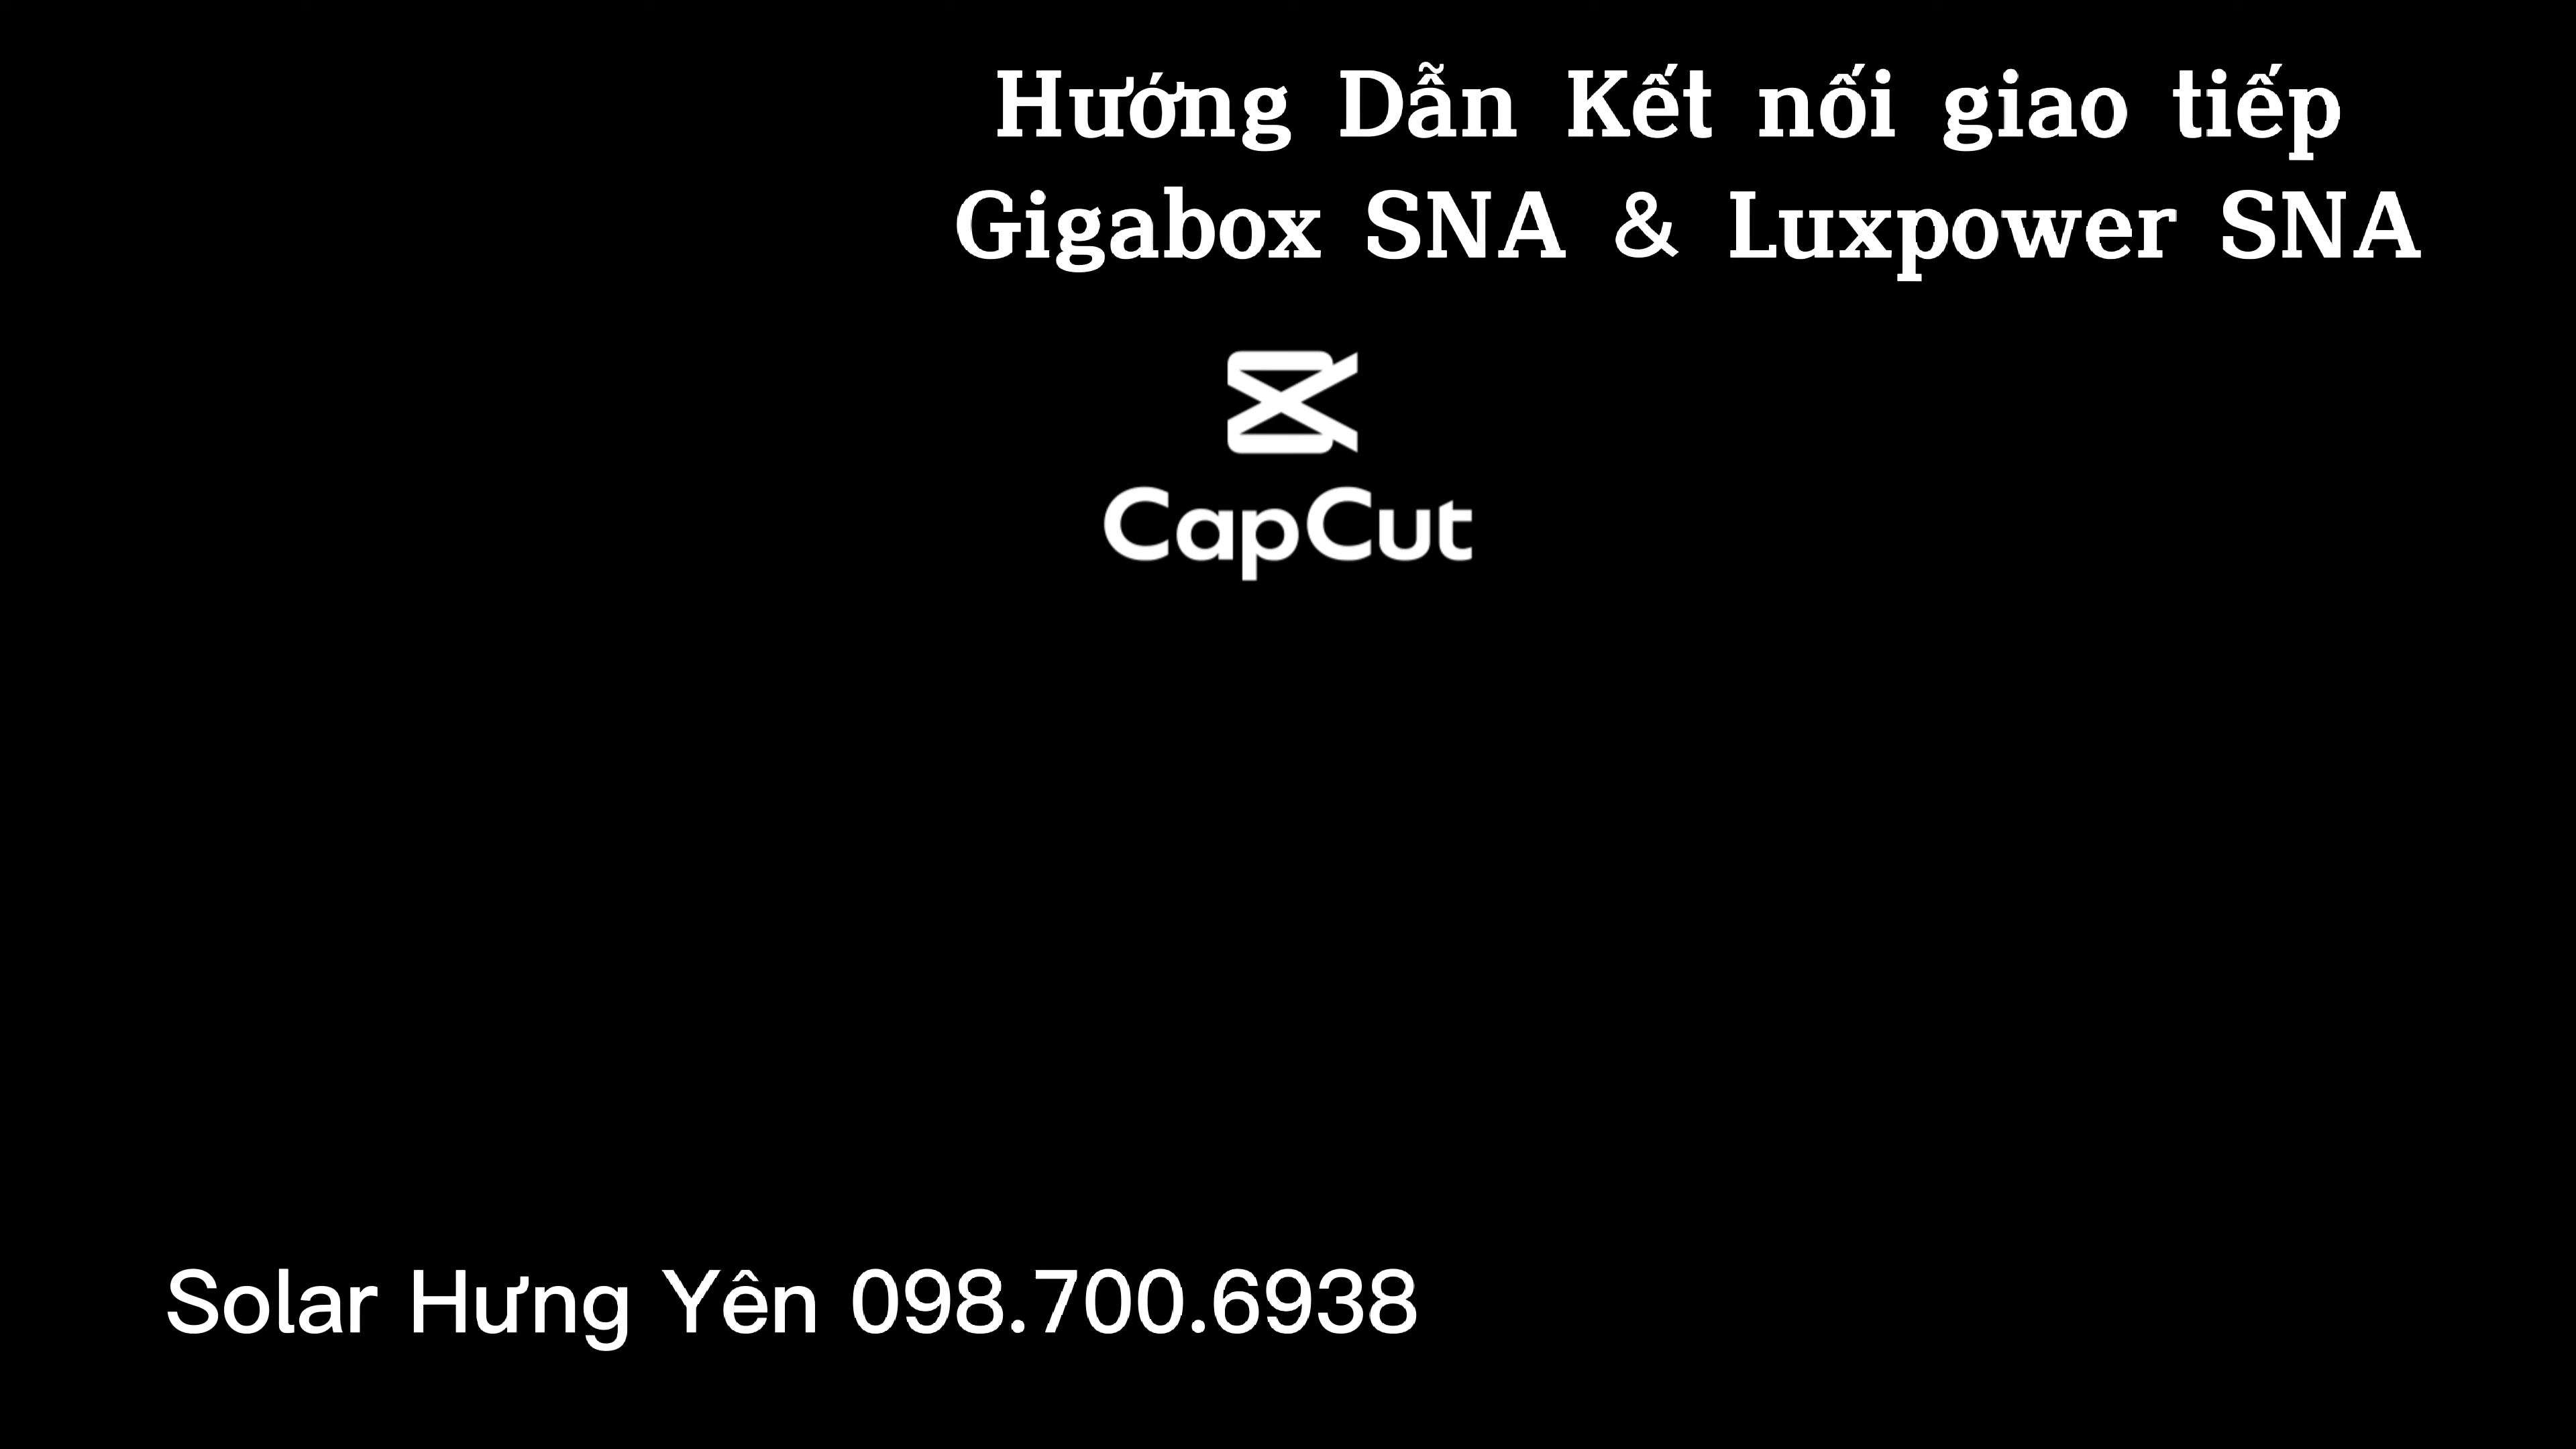 Hướng Dẫn Kết nối giao tiếp
Gigabox SNA & Luxpower SNA
CapCut
Solar Hưng Yên 098.700.6938